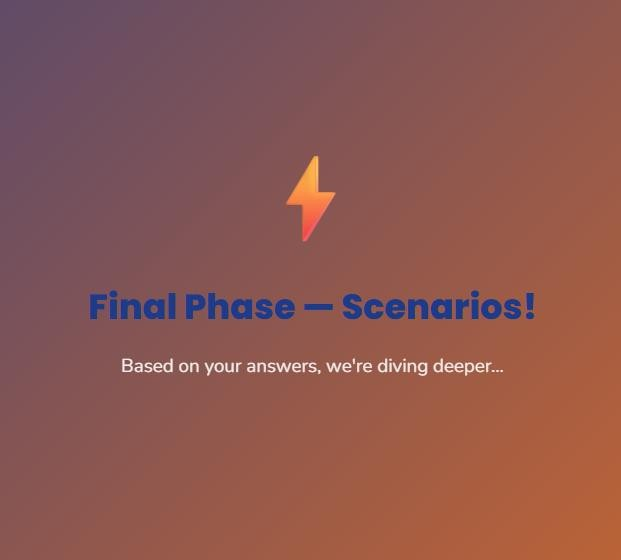 Final Phase — Scenarios!
Based on your answers, we're diving deeper...